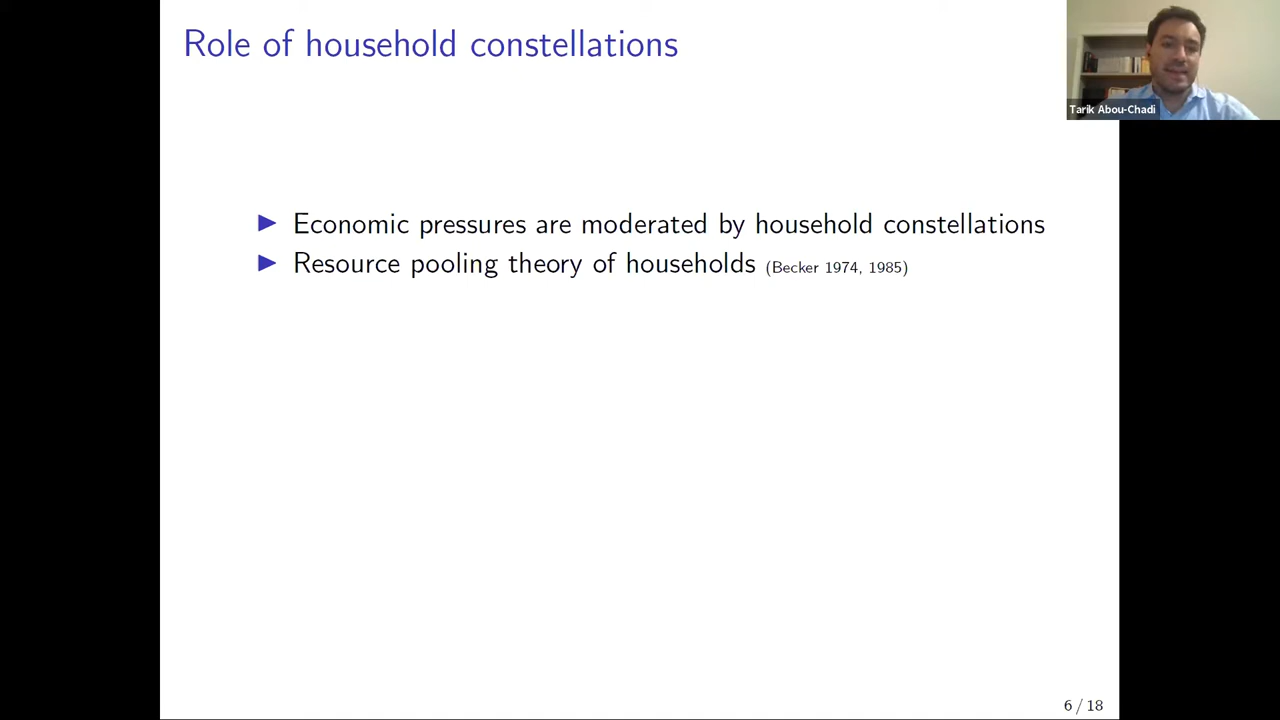 Role of household constellations
Tarik Abou-Chadi
▶ Economic pressures are moderated by household constellations
▶ Resource pooling theory of households (Becker 1974, 1985)
6 / 18